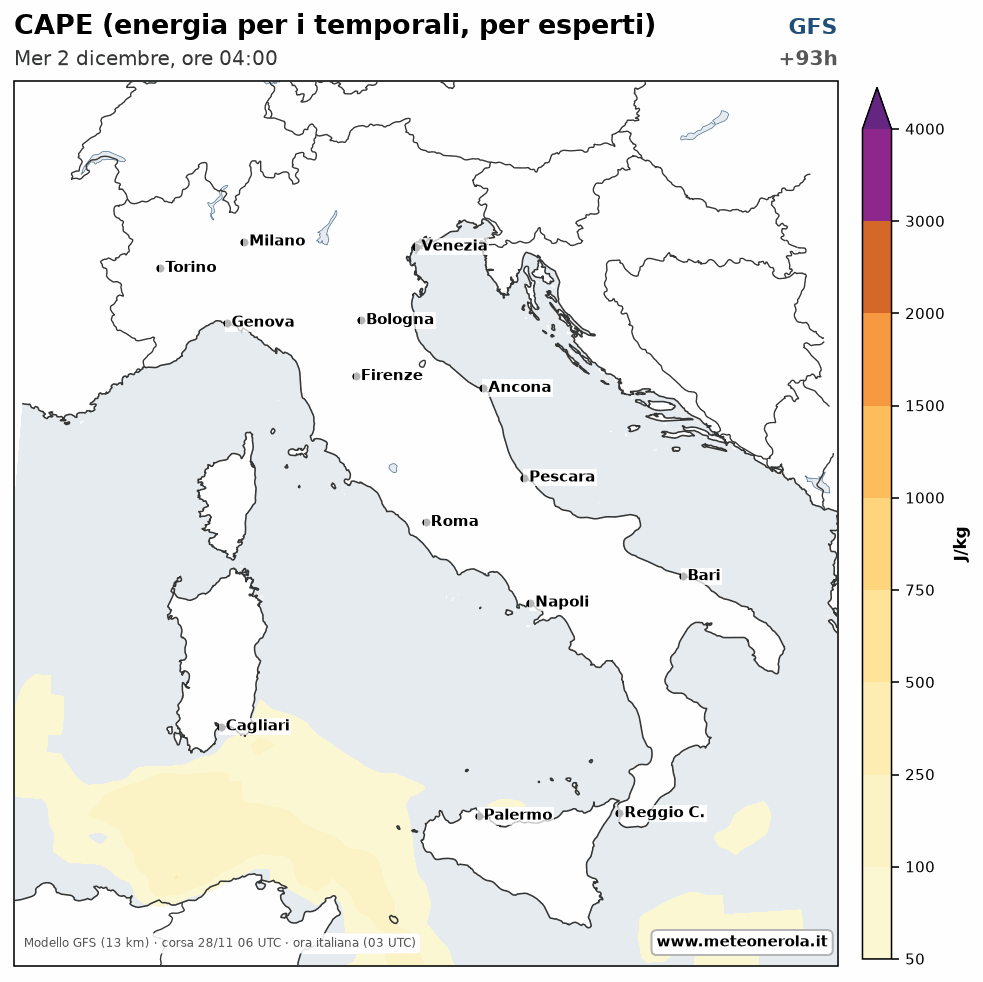 CAPE (energia per i temporali, per esperti)
GFS
Mer 2 dicembre, ore 04:00
+93h
4000
3000
2000
1500
1000
750
500
250
100
50
J/kg
Milano
Venezia
Torino
Genova
Bologna
Firenze
Ancona
Pescara
Roma
Bari
Napoli
Cagliari
Palermo
Reggio C.
Modello GFS (13 km) · corsa 28/11 06 UTC · ora italiana (03 UTC)
www.meteonerola.it